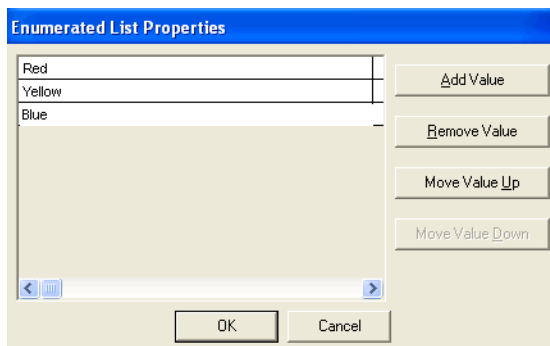 Enumerated List Properties
Red
Yellow
Blue
Add Value
Remove Value
Move Value Up
Move Value Down
OK
Cancel